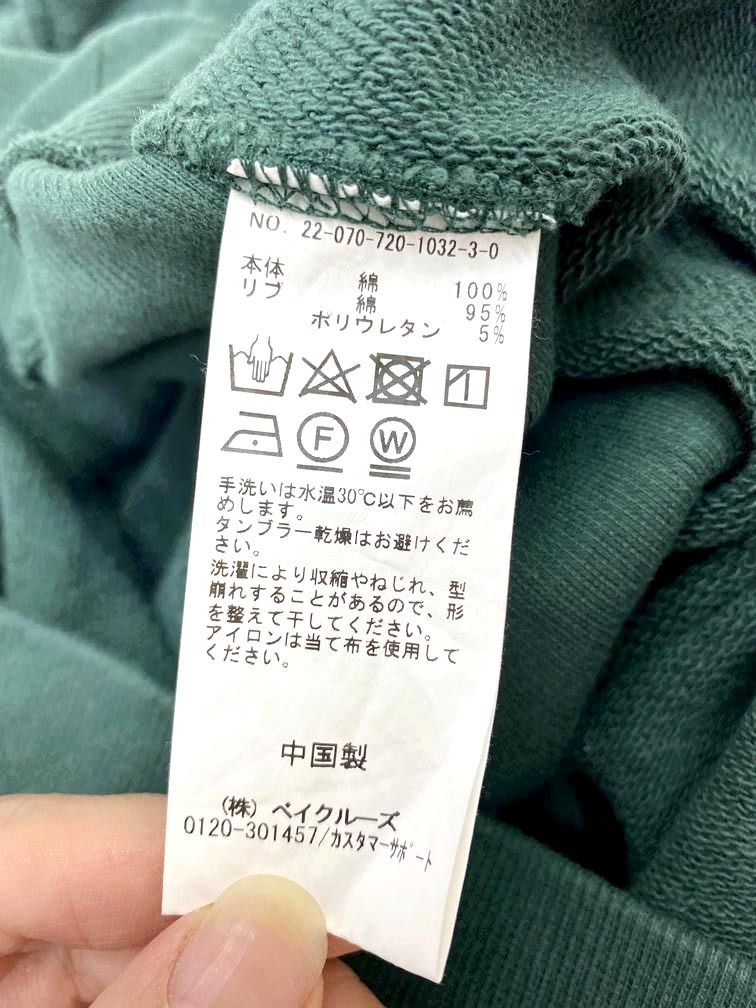 NO. 22-070-720-1032-3-0
本体 綿 100%
リブ 綿 95%
ポリウレタン 5%
F W
手洗いは水温30℃以下をお薦
めします。
タンブラー乾燥はお避けくだ
さい。
洗濯により収縮やねじれ、型
崩れすることがあるので、形
を整えて干してください。
アイロンは当て布を使用して
ください。
中国製
(株) ベイクルーズ
0120-301457/カスタマーサポート